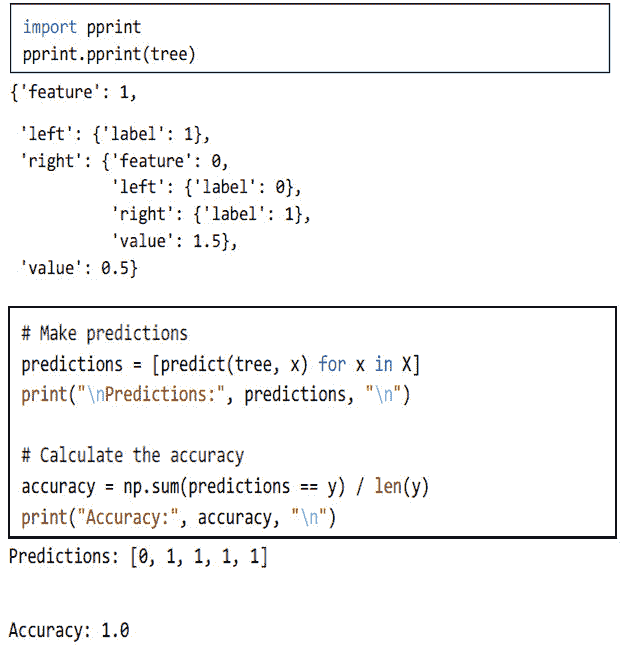 import pprint
pprint.pprint(tree)
{'feature': 1,
'left': {'label': 1},
'right': {'feature': 0,
'left': {'label': 0},
'right': {'label': 1},
'value': 1.5},
'value': 0.5}
# Make predictions
predictions = [predict(tree, x) for x in X]
print("\nPredictions:", predictions, "\n")
# Calculate the accuracy
accuracy = np.sum(predictions == y) / len(y)
print("Accuracy:", accuracy, "\n")
Predictions: [0, 1, 1, 1, 1]
Accuracy: 1.0